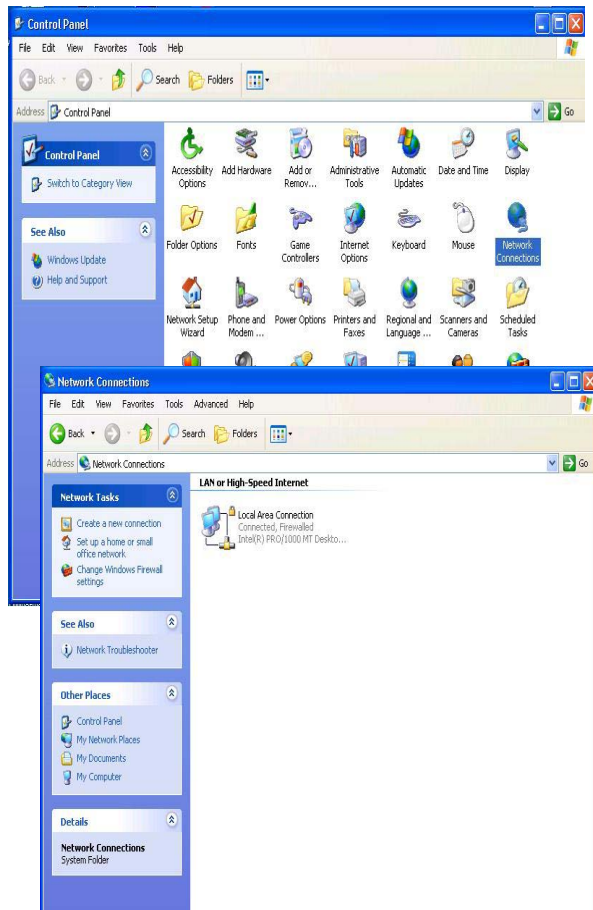 Control Panel
File Edit View Favorites Tools Help
Back Search Folders
Address Control Panel Go
Control Panel
Switch to Category View
See Also
Windows Update
Help and Support
Accessibility Options
Add Hardware
Add or Remov...
Administrative Tools
Automatic Updates
Date and Time
Display
Folder Options
Fonts
Game Controllers
Internet Options
Keyboard
Mouse
Network Connections
Network Setup Wizard
Phone and Modem ...
Power Options
Printers and Faxes
Regional and Language ...
Scanners and Cameras
Scheduled Tasks
Network Connections
File Edit View Favorites Tools Advanced Help
Back Search Folders
Address Network Connections Go
Network Tasks
Create a new connection
Set up a home or small
office network
Change Windows Firewall
settings
See Also
Network Troubleshooter
Other Places
Control Panel
My Network Places
My Documents
My Computer
Details
Network Connections
System Folder
LAN or High-Speed Internet
Local Area Connection
Connected, Firewalled
Intel(R) PRO/1000 MT Deskto...